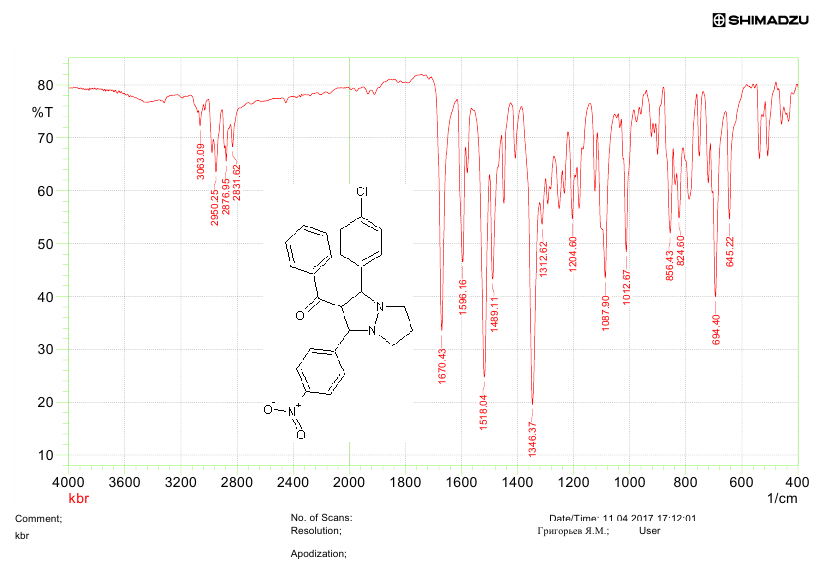 SHIMADZU
80
%T
70
60
50
40
30
20
10
3063.09
2950.25
2876.95
2831.62
1670.43
1596.16
1518.04
1489.11
1346.37
1312.62
1204.60
1087.90
1012.67
856.43
824.60
694.40
645.22
Cl
O
N
N
O- N+
O
4000 3600 3200 2800 2400 2000 1800 1600 1400 1200 1000 800 600 400
kbr 1/cm
Comment; No. of Scans: Date/Time: 11.04.2017 17:12:01
Resolution; Григорьев Я.М.; User
kbr
Apodization;